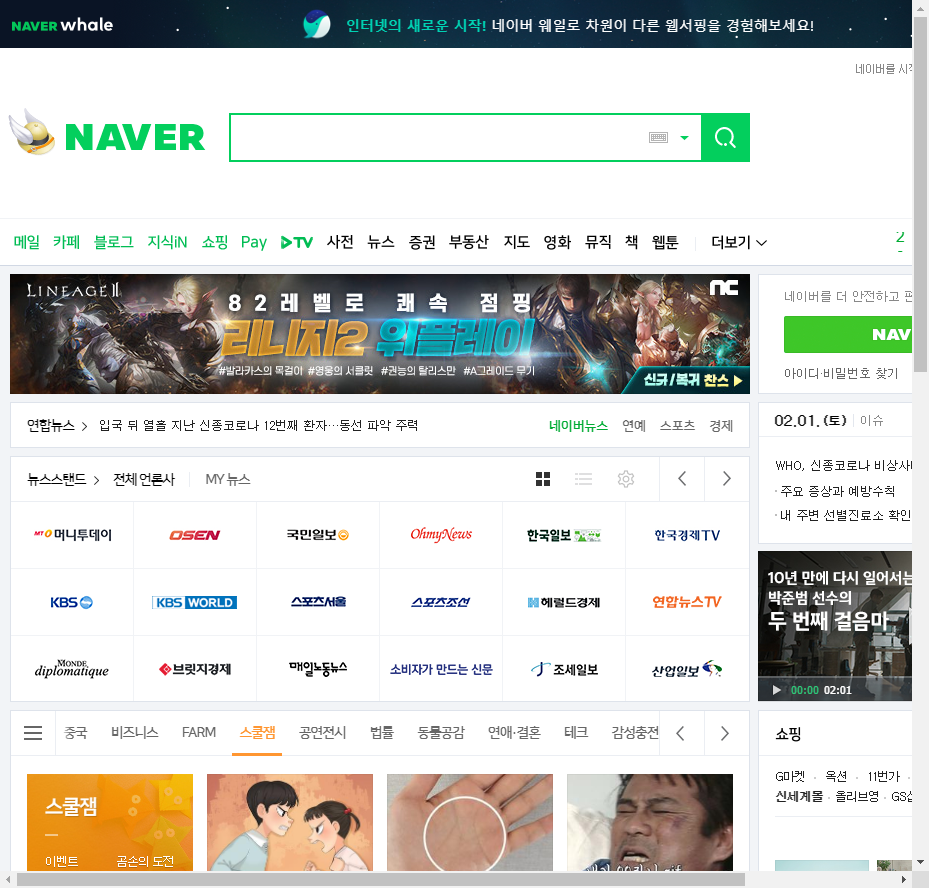 NAVER whale
인터넷의 새로운 시작! 네이버 웨일로 차원이 다른 웹서핑을 경험해보세요!
네이버를 시작
NAVER
메일 카페 블로그 지식iN 쇼핑 Pay TV 사전 뉴스 증권 부동산 지도 영화 뮤직 책 웹툰 더보기
2
LINEAGE II
NC
82레벨로 쾌속 점핑
리니지2 위플레이
#발라카스의 목걸이 #영웅의 서클릿 #권능의 탈리스만 #A그레이드 무기
신규/복귀 찬스
네이버를 더 안전하고 편
NAV
아이디·비밀번호 찾기
연합뉴스 입국 뒤 열흘 지난 신종코로나 12번째 환자…동선 파악 주력
네이버뉴스 연예 스포츠 경제
02.01. (토) 이슈
WHO, 신종코로나 비상사
· 주요 증상과 예방수칙
· 내 주변 선별진료소 확인
뉴스스탠드 전체 언론사 MY 뉴스
MT 머니투데이 OSEN 국민일보 OhmyNews 한국일보 한국경제TV
KBS KBS WORLD 스포츠서울 스포츠조선 헤럴드경제 연합뉴스TV
MONDE diplomatique 브릿지경제 매일노동뉴스 소비자가 만드는 신문 조세일보 산업일보
10년 만에 다시 일어서는
박준범 선수의
두 번째 걸음마
00:00 02:01
중국 비즈니스 FARM 스쿨잼 공연전시 법률 동물공감 연애·결혼 테크 감성충전
쇼핑
G마켓 · 옥션 · 11번가 ·
신세계몰 · 올리브영 · GS샵
스쿨잼
이벤트 곰손의 도전